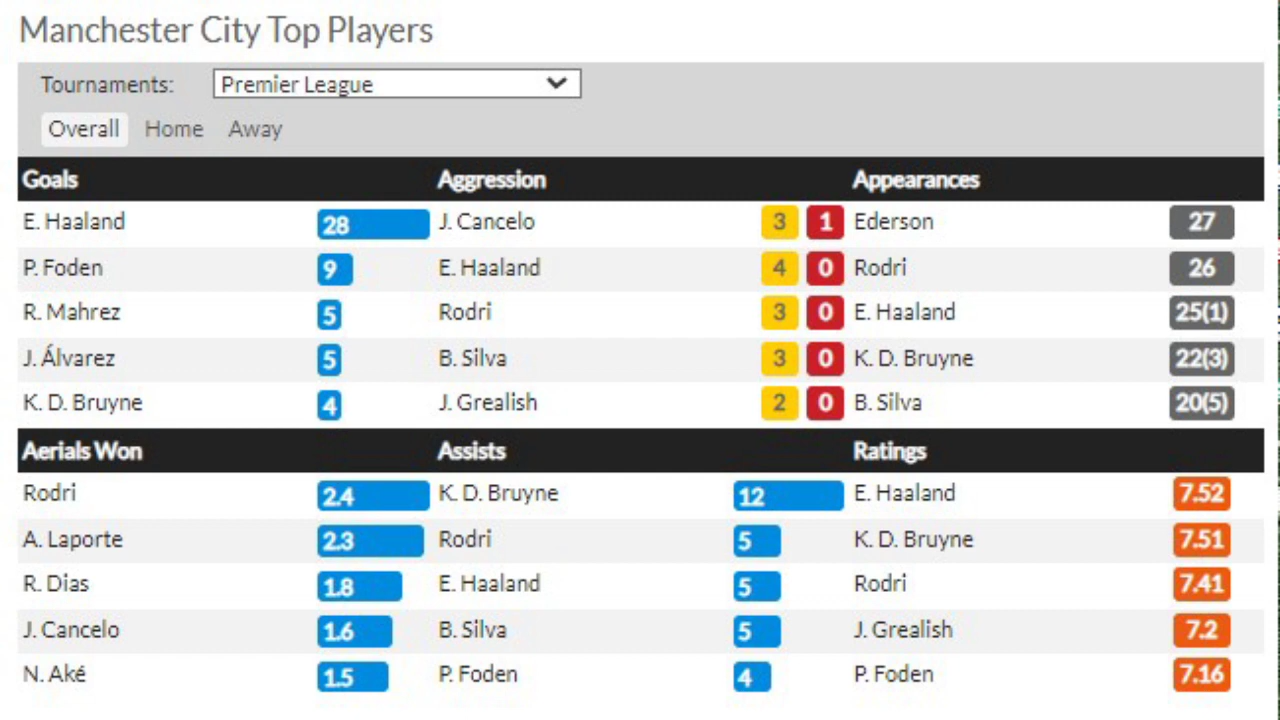 Manchester City Top Players
Tournaments: Premier League
Overall Home Away
Goals Aggression Appearances
E. Haaland 28 J. Cancelo 3 1 Ederson 27
P. Foden 9 E. Haaland 4 0 Rodri 26
R. Mahrez 5 Rodri 3 0 E. Haaland 25(1)
J. Álvarez 5 B. Silva 3 0 K. D. Bruyne 22(3)
K. D. Bruyne 4 J. Grealish 2 0 B. Silva 20(5)
Aerials Won Assists Ratings
Rodri 2.4 K. D. Bruyne 12 E. Haaland 7.52
A. Laporte 2.3 Rodri 5 K. D. Bruyne 7.51
R. Dias 1.8 E. Haaland 5 Rodri 7.41
J. Cancelo 1.6 B. Silva 5 J. Grealish 7.2
N. Aké 1.5 P. Foden 4 P. Foden 7.16